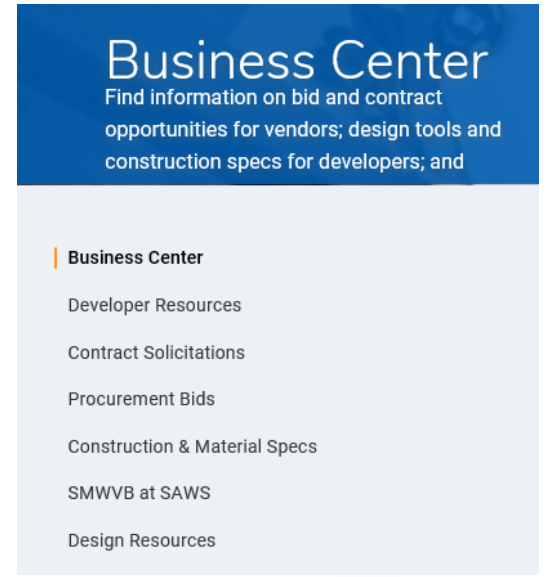 Business Center
Find information on bid and contract
opportunities for vendors; design tools and
construction specs for developers; and
Business Center
Developer Resources
Contract Solicitations
Procurement Bids
Construction & Material Specs
SMWVB at SAWS
Design Resources